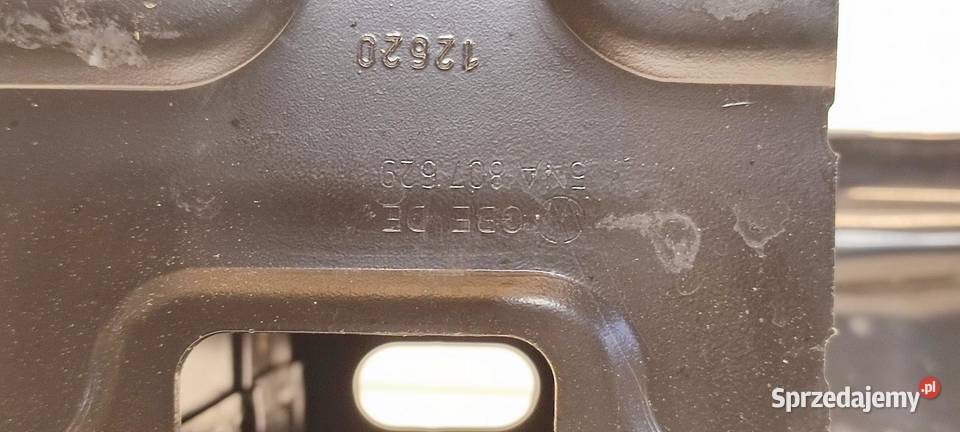 GBE DE
5NA 807 629
12620
Sprzedajemy.pl